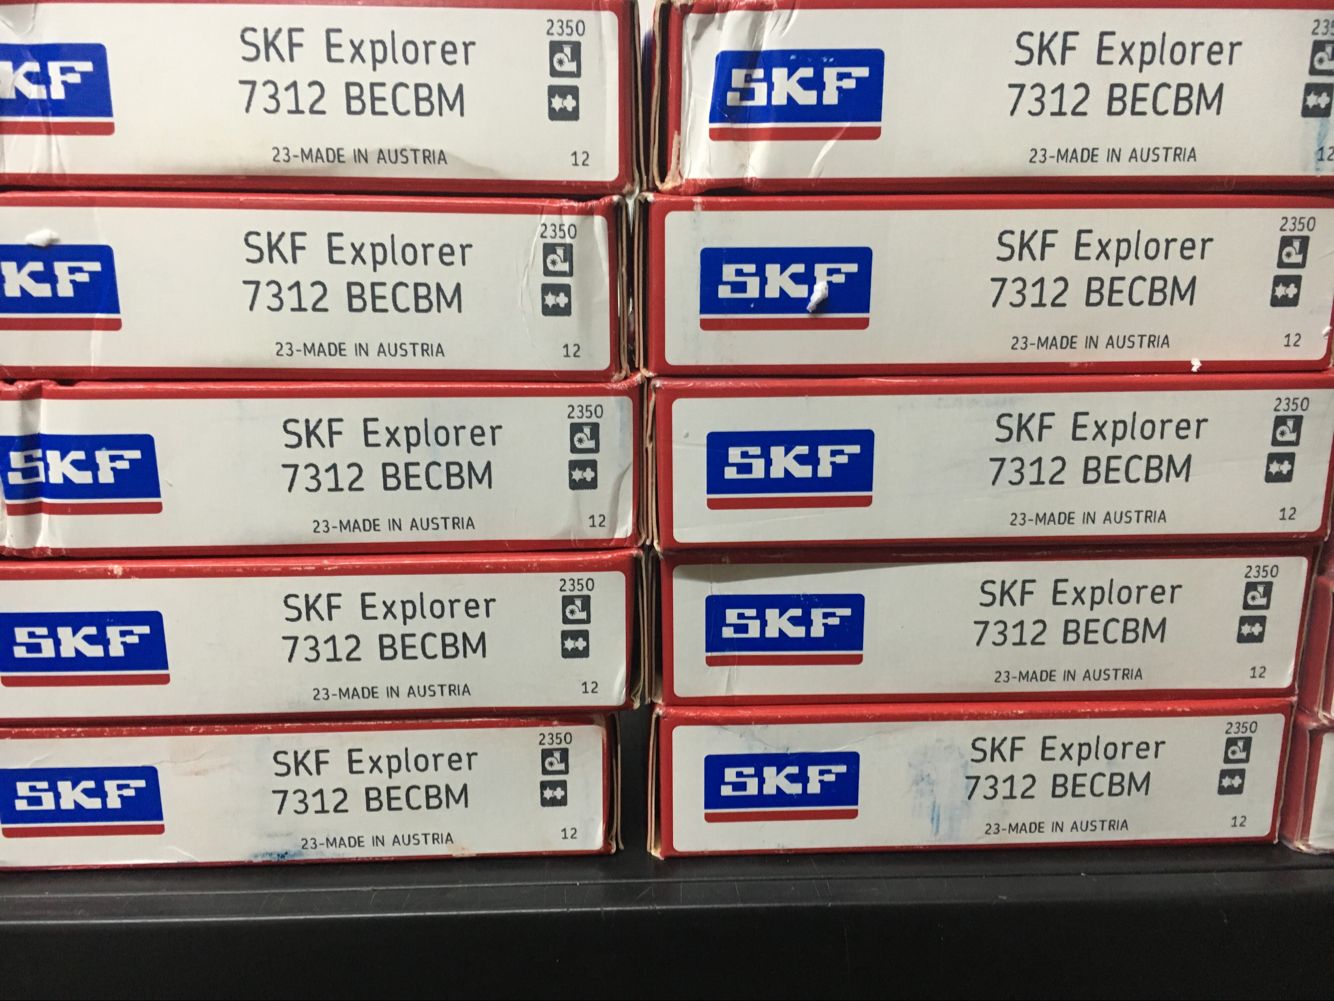 2350
SKF
SKF Explorer
7312 BECBM
23-MADE IN AUSTRIA
12
SKF
SKF Explorer
7312 BECBM
23-MADE IN AUSTRIA
12
2350
KF
SKF Explorer
7312 BECBM
23-MADE IN AUSTRIA
12
2350
SKF
SKF Explorer
7312 BECBM
23-MADE IN AUSTRIA
12
2350
SKF
SKF Explorer
7312 BECBM
23-MADE IN AUSTRIA
12
2350
SKF
SKF Explorer
7312 BECBM
23-MADE IN AUSTRIA
12
2350
SKF
SKF Explorer
7312 BECBM
23-MADE IN AUSTRIA
12
2350
SKF
SKF Explorer
7312 BECBM
23-MADE IN AUSTRIA
12
2350
SKF
SKF Explorer
7312 BECBM
23-MADE IN AUSTRIA
12
2350
SKF
SKF Explorer
7312 BECBM
23-MADE IN AUSTRIA
12